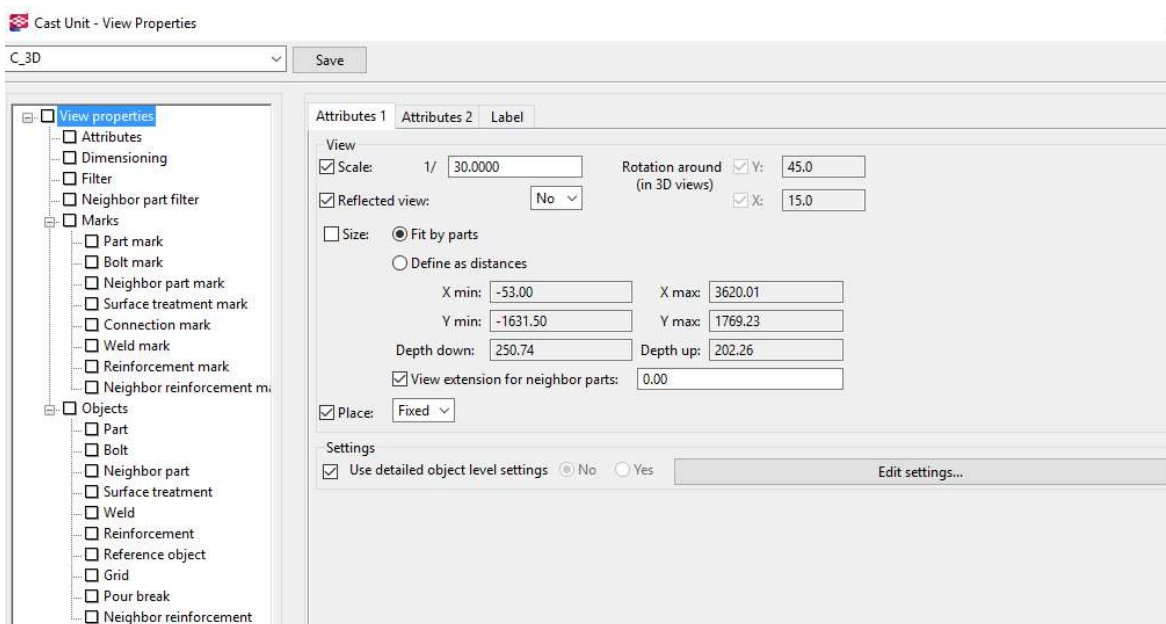 Cast Unit - View Properties
C_3D
Save
View properties
Attributes
Dimensioning
Filter
Neighbor part filter
Marks
Part mark
Bolt mark
Neighbor part mark
Surface treatment mark
Connection mark
Weld mark
Reinforcement mark
Neighbor reinforcement ma
Objects
Part
Bolt
Neighbor part
Surface treatment
Weld
Reinforcement
Reference object
Grid
Pour break
Neighbor reinforcement
Attributes 1 Attributes 2 Label
View
Scale: 1/ 30.0000 Rotation around Y: 45.0
(in 3D views)
Reflected view: No X: 15.0
Size: Fit by parts
Define as distances
X min: -53.00 X max: 3620.01
Y min: -1631.50 Y max: 1769.23
Depth down: 250.74 Depth up: 202.26
View extension for neighbor parts: 0.00
Place: Fixed
Settings
Use detailed object level settings No Yes Edit settings...